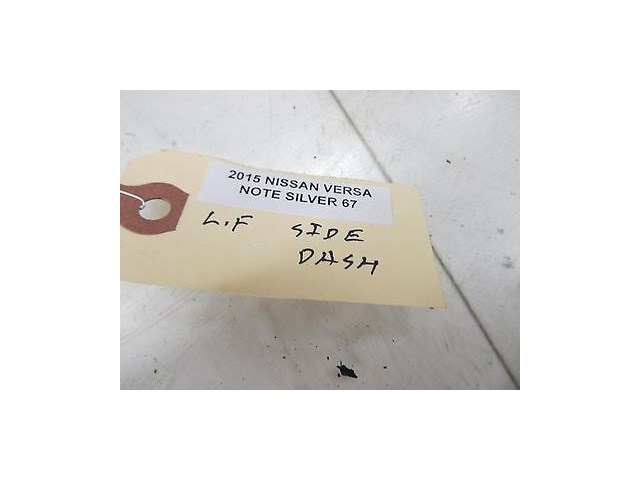 2015 NISSAN VERSA
NOTE SILVER 67
L.F SIDE
DASH